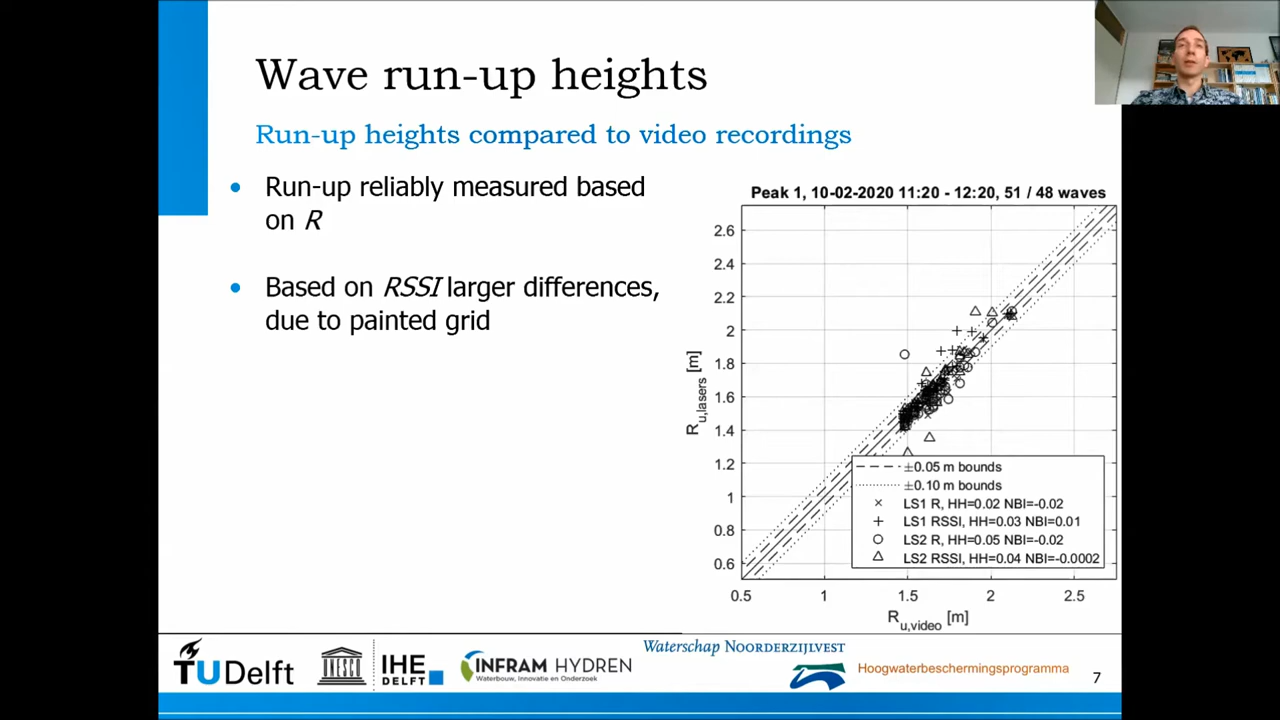 Wave run-up heights
Run-up heights compared to video recordings
• Run-up reliably measured based
on R
• Based on RSSI larger differences,
due to painted grid
Peak 1, 10-02-2020 11:20 - 12:20, 51 / 48 waves
2.6
2.4
2.2
2
1.8
1.6
1.4
1.2
1
0.8
0.6
R u,lasers [m]
±0.05 m bounds
±0.10 m bounds
LS1 R, HH=0.02 NBI=-0.02
LS1 RSSI, HH=0.03 NBI=0.01
LS2 R, HH=0.05 NBI=-0.02
LS2 RSSI, HH=0.04 NBI=-0.0002
0.5 1 1.5 2 2.5
R u,video [m]
TUDelft
UNESCO
IHE
DELFT
INFRAM HYDREN
Waterbouw, Innovatie en Onderzoek
Waterschap Noorderzijlvest
Hoogwaterbeschermingsprogramma
7